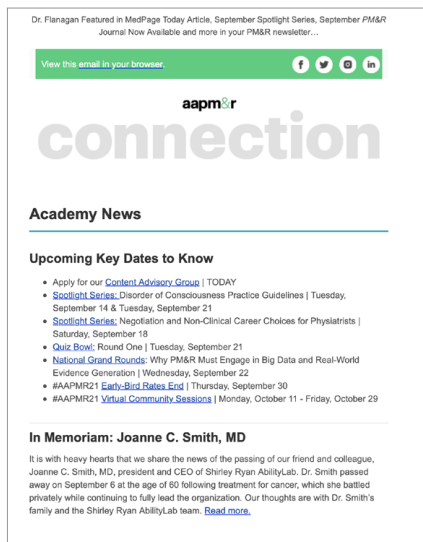 Dr. Flanagan Featured in MedPage Today Article, September Spotlight Series, September PM&R
Journal Now Available and more in your PM&R newsletter…
View this email in your browser.
aapm&r
connection
Academy News
Upcoming Key Dates to Know
• Apply for our Content Advisory Group | TODAY
• Spotlight Series: Disorder of Consciousness Practice Guidelines | Tuesday,
September 14 & Tuesday, September 21
• Spotlight Series: Negotiation and Non-Clinical Career Choices for Physiatrists |
Saturday, September 18
• Quiz Bowl: Round One | Tuesday, September 21
• National Grand Rounds: Why PM&R Must Engage in Big Data and Real-World
Evidence Generation | Wednesday, September 22
• #AAPMR21 Early-Bird Rates End | Thursday, September 30
• #AAPMR21 Virtual Community Sessions | Monday, October 11 - Friday, October 29
In Memoriam: Joanne C. Smith, MD
It is with heavy hearts that we share the news of the passing of our friend and colleague,
Joanne C. Smith, MD, president and CEO of Shirley Ryan AbilityLab. Dr. Smith passed
away on September 6 at the age of 60 following treatment for cancer, which she battled
privately while continuing to fully lead the organization. Our thoughts are with Dr. Smith's
family and the Shirley Ryan AbilityLab team. Read more.